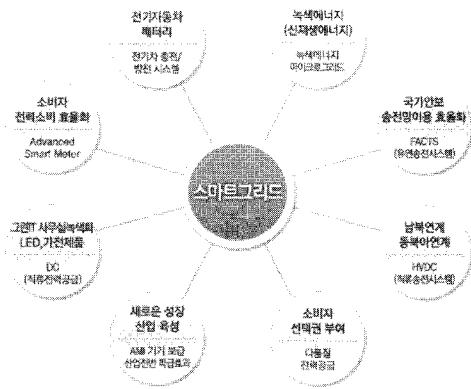 전기자동차
배터리
전기차 충전/
방전 시스템
녹색에너지
(신재생에너지)
녹색에너지
마이크로그리드
소비자
전력소비 효율화
Advanced
Smart Meter
국가안보
송전망이용 효율화
FACTS
(유연송전시스템)
스마트그리드
그린IT 사무실녹색화
LED,가전제품
DC
(직류전력공급)
남북연계
동북아연계
HVDC
(직류송전시스템)
새로운 성장
산업 육성
AMI 기기 보급
산업전반 파급효과
소비자
선택권 부여
다품질
전력공급